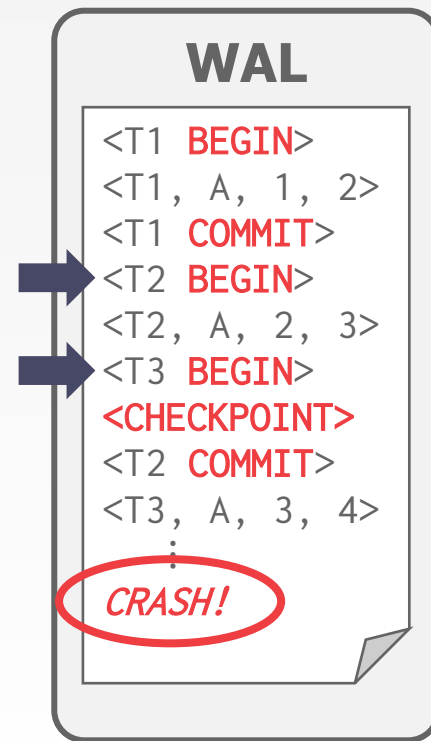 WAL
<T1 BEGIN>
<T1, A, 1, 2>
<T1 COMMIT>
<T2 BEGIN>
<T2, A, 2, 3>
<T3 BEGIN>
<CHECKPOINT>
<T2 COMMIT>
<T3, A, 3, 4>
⋮
CRASH!